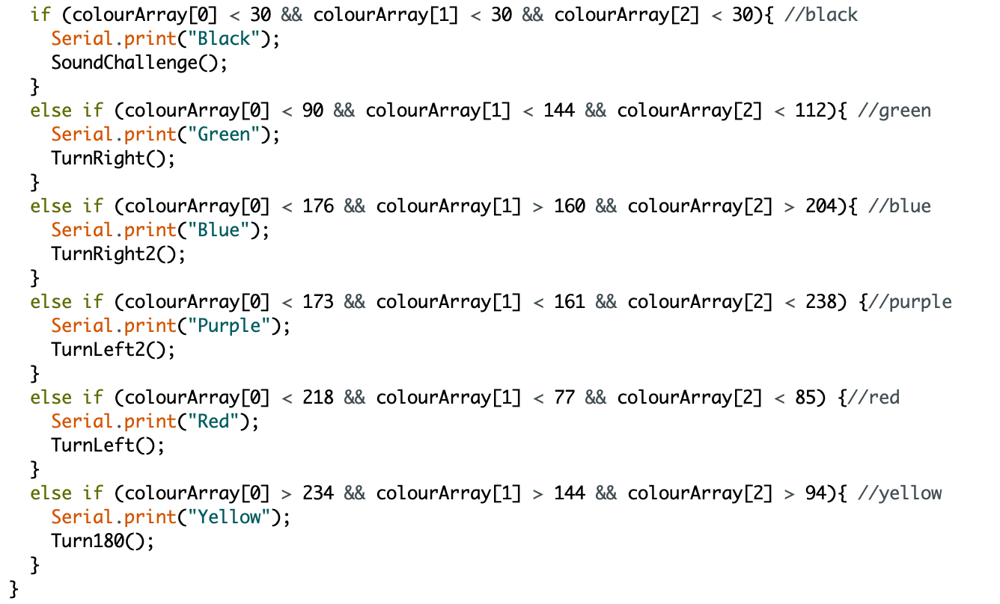 if (colourArray[0] < 30 && colourArray[1] < 30 && colourArray[2] < 30){ //black
Serial.print("Black");
SoundChallenge();
}
else if (colourArray[0] < 90 && colourArray[1] < 144 && colourArray[2] < 112){ //green
Serial.print("Green");
TurnRight();
}
else if (colourArray[0] < 176 && colourArray[1] > 160 && colourArray[2] > 204){ //blue
Serial.print("Blue");
TurnRight2();
}
else if (colourArray[0] < 173 && colourArray[1] < 161 && colourArray[2] < 238) {//purple
Serial.print("Purple");
TurnLeft2();
}
else if (colourArray[0] < 218 && colourArray[1] < 77 && colourArray[2] < 85) {//red
Serial.print("Red");
TurnLeft();
}
else if (colourArray[0] > 234 && colourArray[1] > 144 && colourArray[2] > 94){ //yellow
Serial.print("Yellow");
Turn180();
}
}